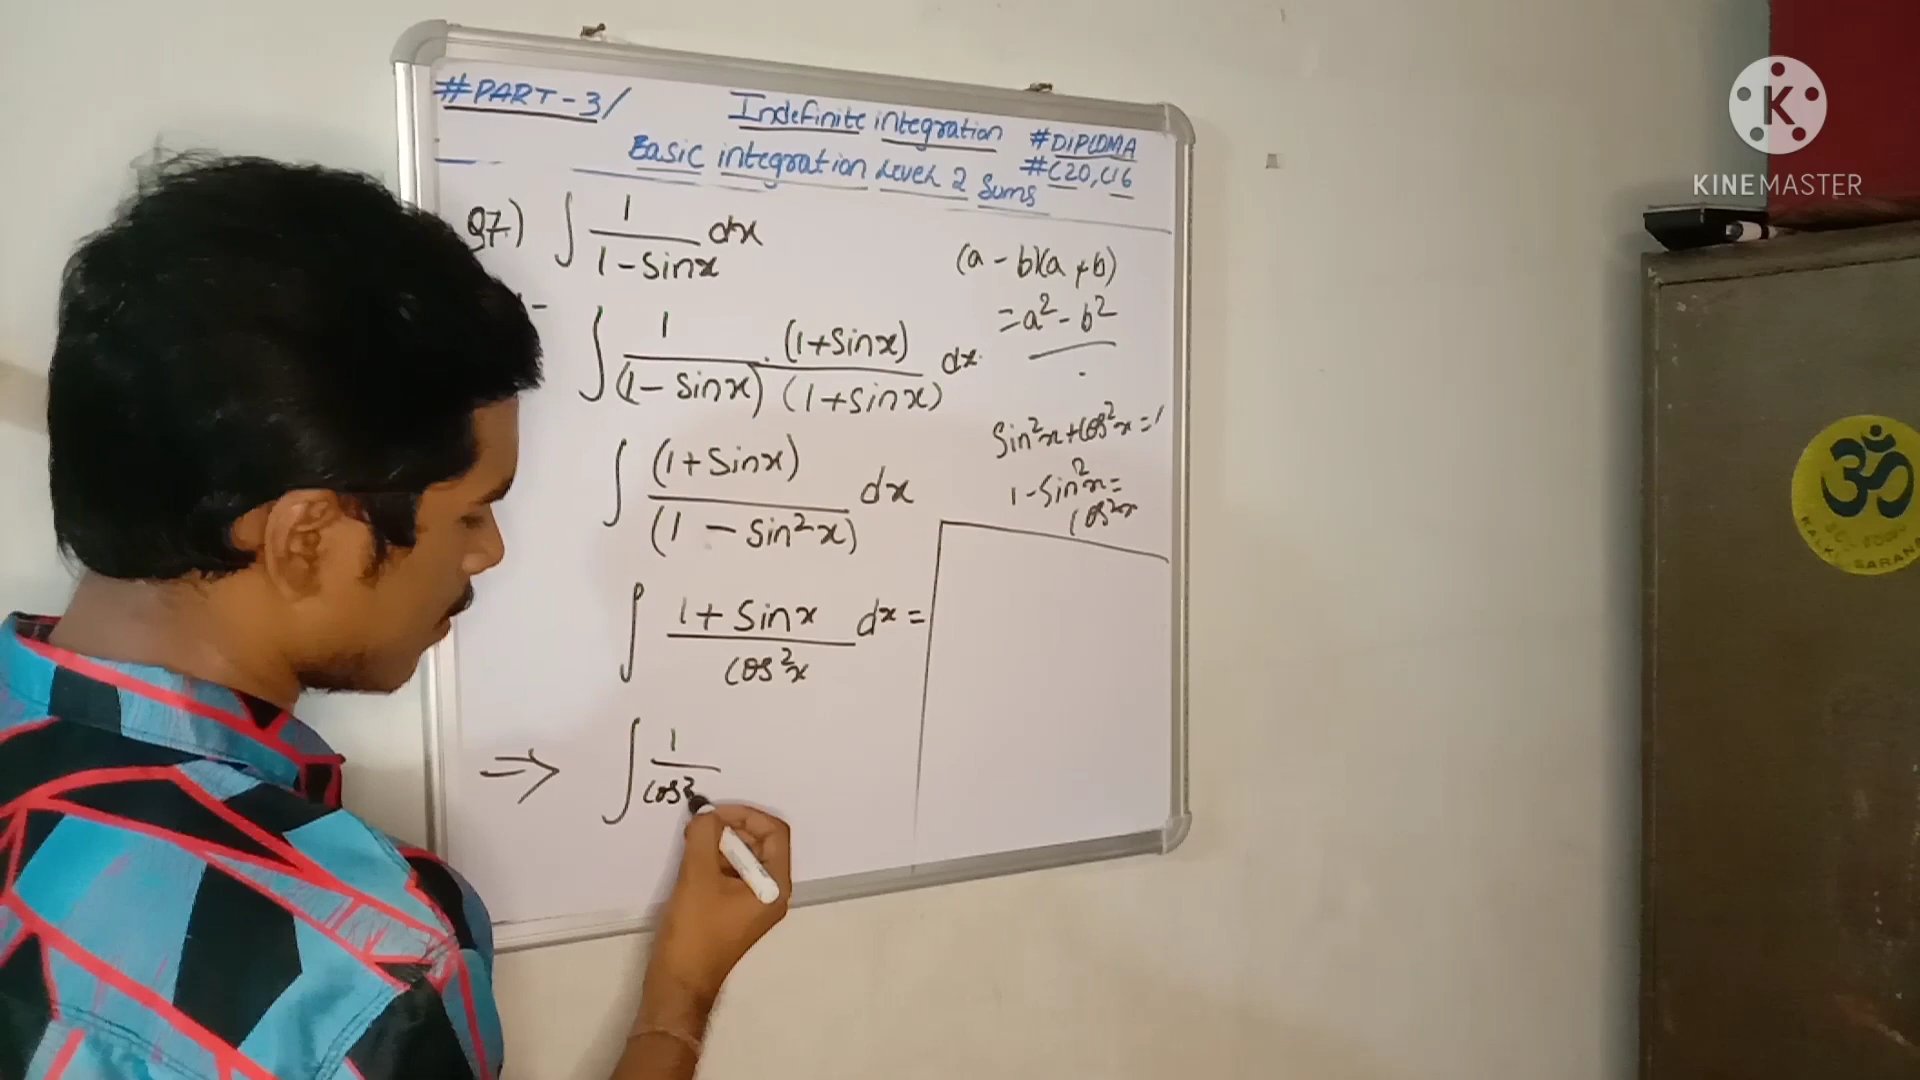 #PART-3/ Indefinite integration #DiPLOMA
Basic integration Level 2 Sums #C20, C16
97.) ∫ 1/(1-Sinx) dx
(a - b)(a + b)
= a² - b²
∫ 1/(1- Sinx) . (1+Sinx)/(1+Sinx) dx
∫ (1+Sinx)/(1 - Sin²x) dx
Sin²x+Cos²x=1
1-Sin²x=
Cos²x
∫ 1+Sinx/Cos²x dx =
⇒ ∫ 1/Cos²
K
KINEMASTER
ॐ